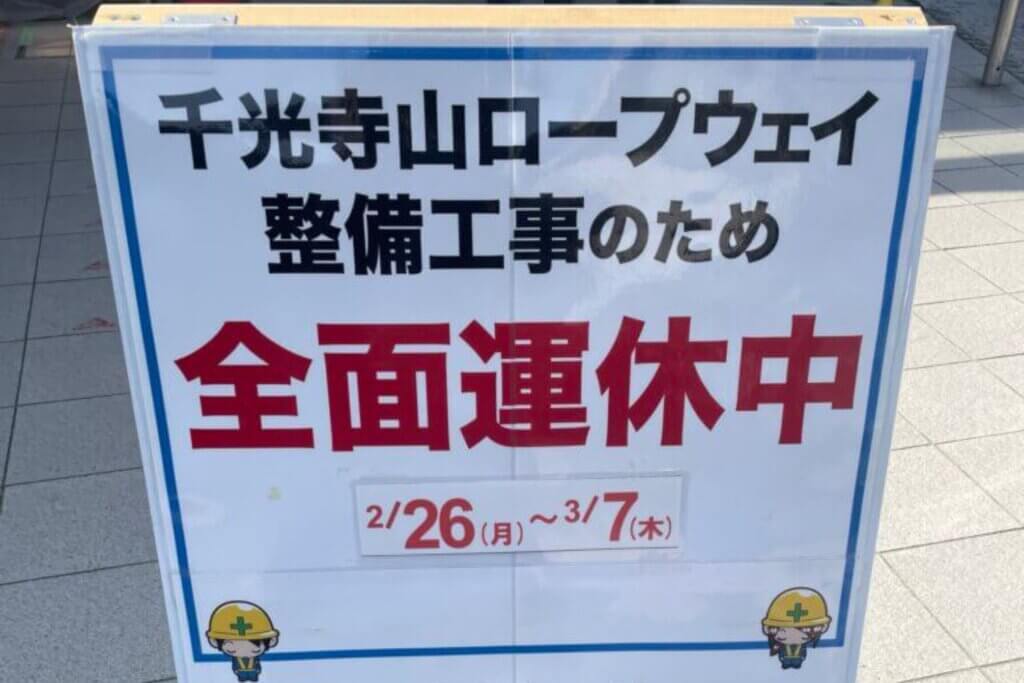 千光寺山ロープウェイ
整備工事のため
全面運休中
2/26(月)～3/7(木)